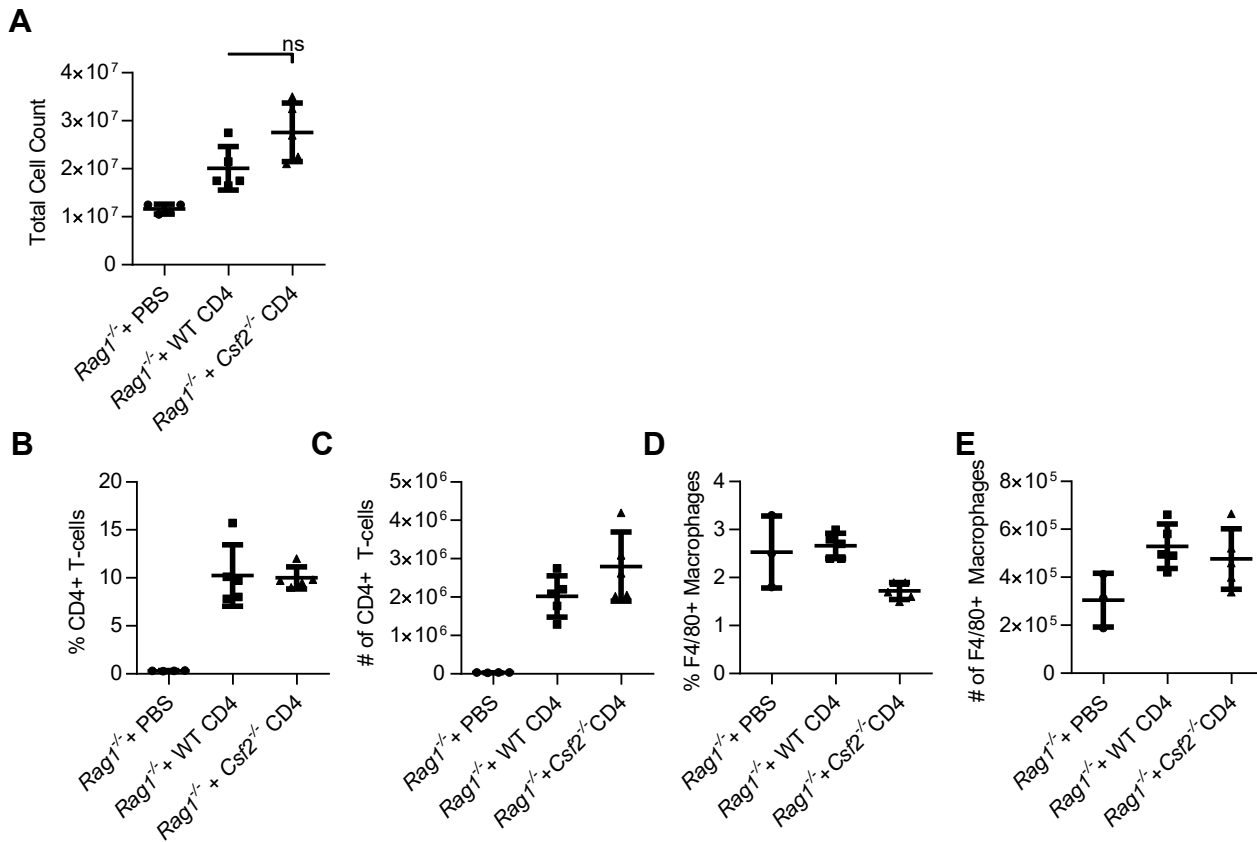 A
ns
Total Cell Count
4×10⁷
3×10⁷
2×10⁷
1×10⁷
0
Rag1⁻/⁻ + PBS
Rag1⁻/⁻ + WT CD4
Rag1⁻/⁻ + Csf2⁻/⁻ CD4
B
% CD4+ T-cells
20
15
10
5
0
Rag1⁻/⁻ + PBS
Rag1⁻/⁻ + WT CD4
Rag1⁻/⁻ + Csf2⁻/⁻ CD4
C
# of CD4+ T-cells
5×10⁶
4×10⁶
3×10⁶
2×10⁶
1×10⁶
0
Rag1⁻/⁻ + PBS
Rag1⁻/⁻ + WT CD4
Rag1⁻/⁻ + Csf2⁻/⁻ CD4
D
% F4/80+ Macrophages
4
3
2
1
0
Rag1⁻/⁻ + PBS
Rag1⁻/⁻ + WT CD4
Rag1⁻/⁻ + Csf2⁻/⁻ CD4
E
# of F4/80+ Macrophages
8×10⁵
6×10⁵
4×10⁵
2×10⁵
0
Rag1⁻/⁻ + PBS
Rag1⁻/⁻ + WT CD4
Rag1⁻/⁻ + Csf2⁻/⁻ CD4